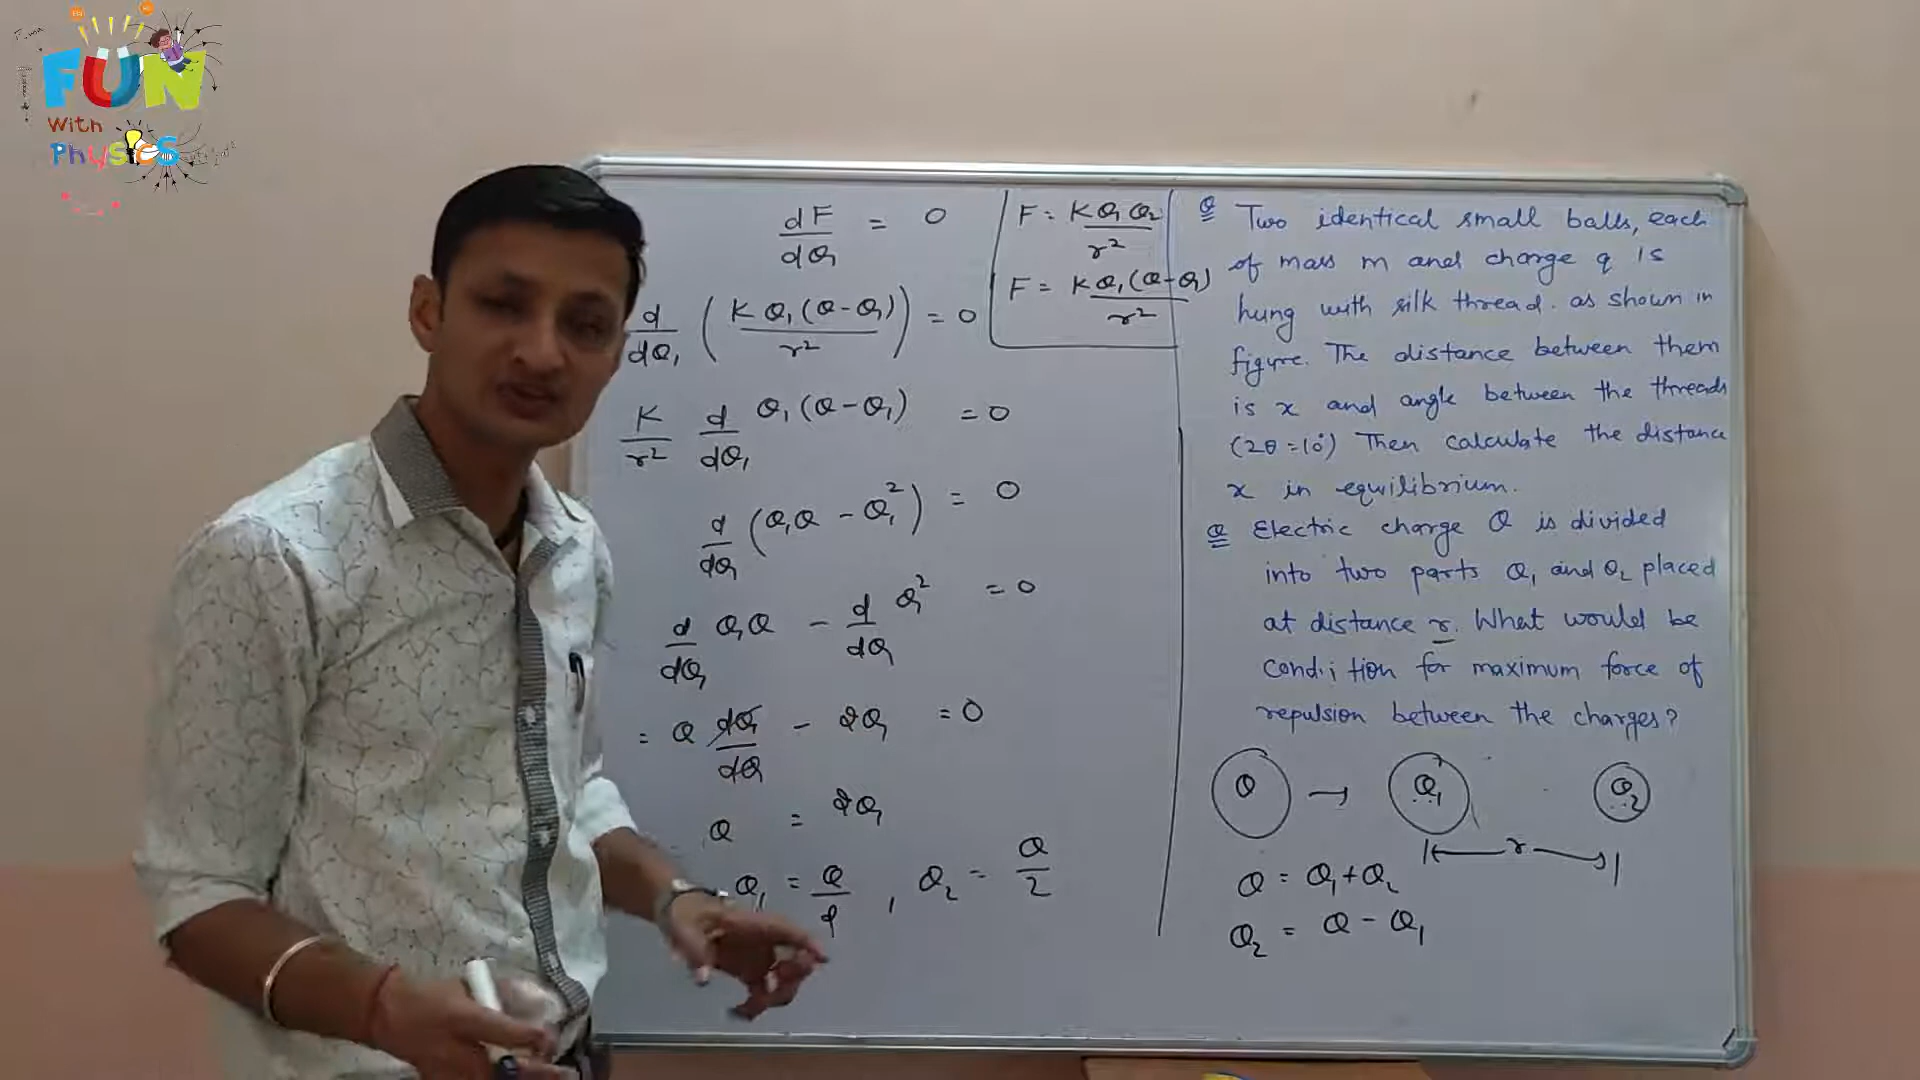 FUN
With
Physics
dF/dQ₁ = 0
d/dQ₁ (K Q₁(Q-Q₁)/r²) = 0
K/r² d/dQ₁ Q₁(Q-Q₁) = 0
d/dQ₁ (Q₁Q - Q₁²) = 0
d/dQ₁ Q₁Q - d/dQ₁ Q₁² = 0
= Q dQ₁/dQ₁ - 2Q₁ = 0
Q = 2Q₁
Q₁ = Q/2 , Q₂ = Q/2
F = K Q₁ Q₂/r²
F = K Q₁(Q-Q₁)/r²
Q Two identical small balls, each
of mass m and charge q is
hung with silk thread. as shown in
figure. The distance between them
is x and angle between the threads
(2θ = 10°) Then calculate the distance
x in equilibrium.
Q Electric charge Q is divided
into two parts Q₁ and Q₂ placed
at distance r. What would be
condition for maximum force of
repulsion between the charges?
Q → Q₁ Q₂
r
Q = Q₁+Q₂
Q₂ = Q - Q₁